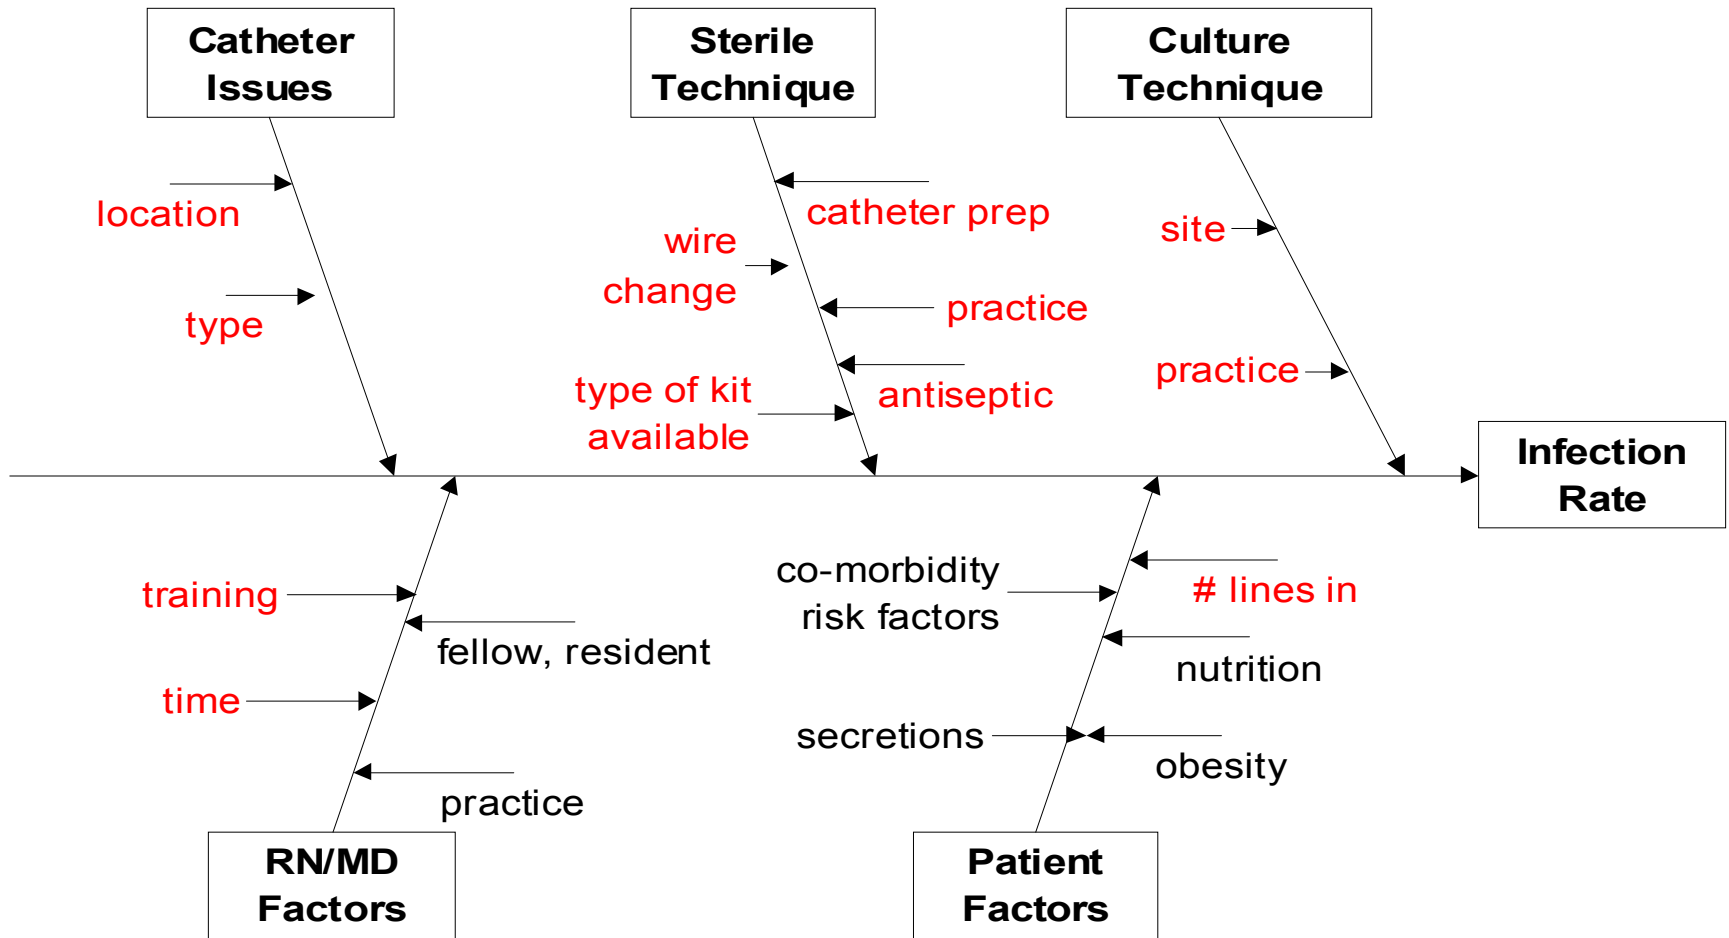 Catheter
Issues
Sterile
Technique
Culture
Technique
location
type
catheter prep
wire
change
practice
antiseptic
type of kit
available
site
practice
Infection
Rate
training
fellow, resident
time
practice
co-morbidity
risk factors
# lines in
nutrition
secretions
obesity
RN/MD
Factors
Patient
Factors